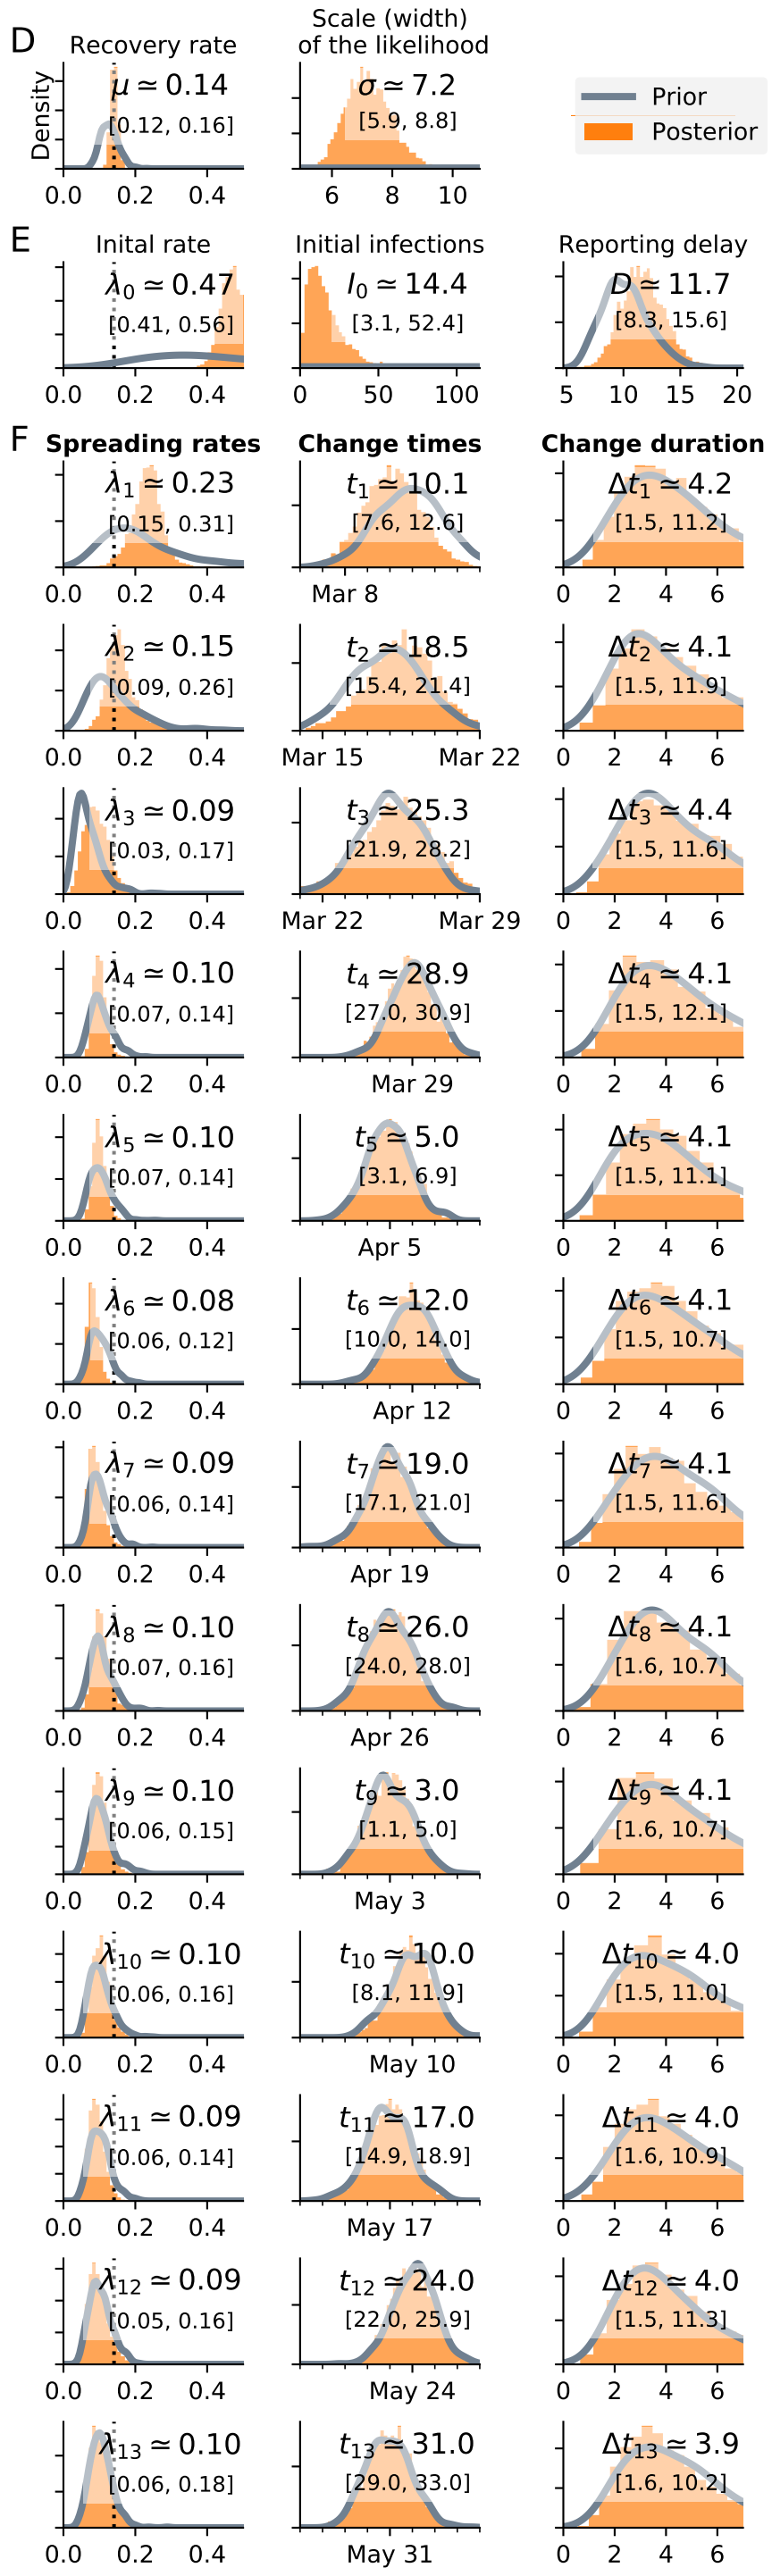 D
Recovery rate
Scale (width)
of the likelihood
Density
μ ≃ 0.14
[0.12, 0.16]
0.0 0.2 0.4
σ ≃ 7.2
[5.9, 8.8]
6 8 10
Prior
Posterior
E
Inital rate
λ0 ≃ 0.47
[0.41, 0.56]
0.0 0.2 0.4
Initial infections
I0 ≃ 14.4
[3.1, 52.4]
0 50 100
Reporting delay
D ≃ 11.7
[8.3, 15.6]
5 10 15 20
F
Spreading rates Change times Change duration
λ1 ≃ 0.23 t1 ≃ 10.1 Δt1 ≃ 4.2
[0.15, 0.31] [7.6, 12.6] [1.5, 11.2]
0.0 0.2 0.4 Mar 8 0 2 4 6
λ2 ≃ 0.15 t2 ≃ 18.5 Δt2 ≃ 4.1
[0.09, 0.26] [15.4, 21.4] [1.5, 11.9]
0.0 0.2 0.4 Mar 15 Mar 22 0 2 4 6
λ3 ≃ 0.09 t3 ≃ 25.3 Δt3 ≃ 4.4
[0.03, 0.17] [21.9, 28.2] [1.5, 11.6]
0.0 0.2 0.4 Mar 22 Mar 29 0 2 4 6
λ4 ≃ 0.10 t4 ≃ 28.9 Δt4 ≃ 4.1
[0.07, 0.14] [27.0, 30.9] [1.5, 12.1]
0.0 0.2 0.4 Mar 29 0 2 4 6
λ5 ≃ 0.10 t5 ≃ 5.0 Δt5 ≃ 4.1
[0.07, 0.14] [3.1, 6.9] [1.5, 11.1]
0.0 0.2 0.4 Apr 5 0 2 4 6
λ6 ≃ 0.08 t6 ≃ 12.0 Δt6 ≃ 4.1
[0.06, 0.12] [10.0, 14.0] [1.5, 10.7]
0.0 0.2 0.4 Apr 12 0 2 4 6
λ7 ≃ 0.09 t7 ≃ 19.0 Δt7 ≃ 4.1
[0.06, 0.14] [17.1, 21.0] [1.5, 11.6]
0.0 0.2 0.4 Apr 19 0 2 4 6
λ8 ≃ 0.10 t8 ≃ 26.0 Δt8 ≃ 4.1
[0.07, 0.16] [24.0, 28.0] [1.6, 10.7]
0.0 0.2 0.4 Apr 26 0 2 4 6
λ9 ≃ 0.10 t9 ≃ 3.0 Δt9 ≃ 4.1
[0.06, 0.15] [1.1, 5.0] [1.6, 10.7]
0.0 0.2 0.4 May 3 0 2 4 6
λ10 ≃ 0.10 t10 ≃ 10.0 Δt10 ≃ 4.0
[0.06, 0.16] [8.1, 11.9] [1.5, 11.0]
0.0 0.2 0.4 May 10 0 2 4 6
λ11 ≃ 0.09 t11 ≃ 17.0 Δt11 ≃ 4.0
[0.06, 0.14] [14.9, 18.9] [1.6, 10.9]
0.0 0.2 0.4 May 17 0 2 4 6
λ12 ≃ 0.09 t12 ≃ 24.0 Δt12 ≃ 4.0
[0.05, 0.16] [22.0, 25.9] [1.5, 11.3]
0.0 0.2 0.4 May 24 0 2 4 6
λ13 ≃ 0.10 t13 ≃ 31.0 Δt13 ≃ 3.9
[0.06, 0.18] [29.0, 33.0] [1.6, 10.2]
0.0 0.2 0.4 May 31 0 2 4 6